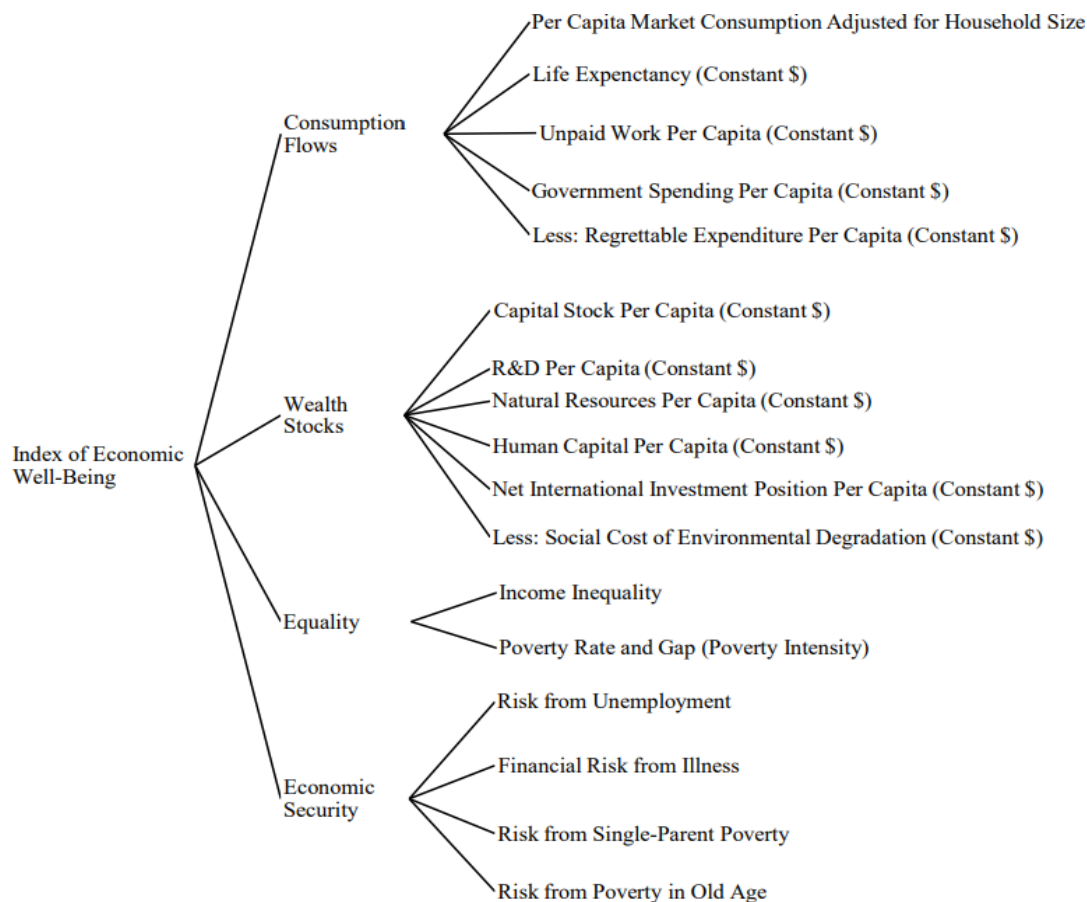 Per Capita Market Consumption Adjusted for Household Size
Life Expenctancy (Constant $)
Consumption
Flows
Unpaid Work Per Capita (Constant $)
Government Spending Per Capita (Constant $)
Less: Regrettable Expenditure Per Capita (Constant $)
Capital Stock Per Capita (Constant $)
R&D Per Capita (Constant $)
Wealth
Stocks
Natural Resources Per Capita (Constant $)
Human Capital Per Capita (Constant $)
Index of Economic
Well-Being
Net International Investment Position Per Capita (Constant $)
Less: Social Cost of Environmental Degradation (Constant $)
Income Inequality
Equality
Poverty Rate and Gap (Poverty Intensity)
Risk from Unemployment
Financial Risk from Illness
Economic
Security
Risk from Single-Parent Poverty
Risk from Poverty in Old Age